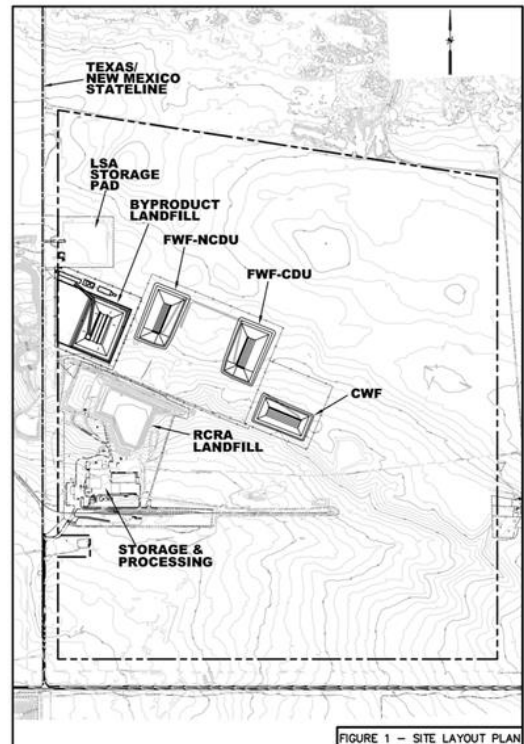 TEXAS/
NEW MEXICO
STATELINE
LSA
STORAGE
PAD
BYPRODUCT
LANDFILL
FWF-NCDU
FWF-CDU
CWF
RCRA
LANDFILL
STORAGE &
PROCESSING
FIGURE 1 – SITE LAYOUT PLAN